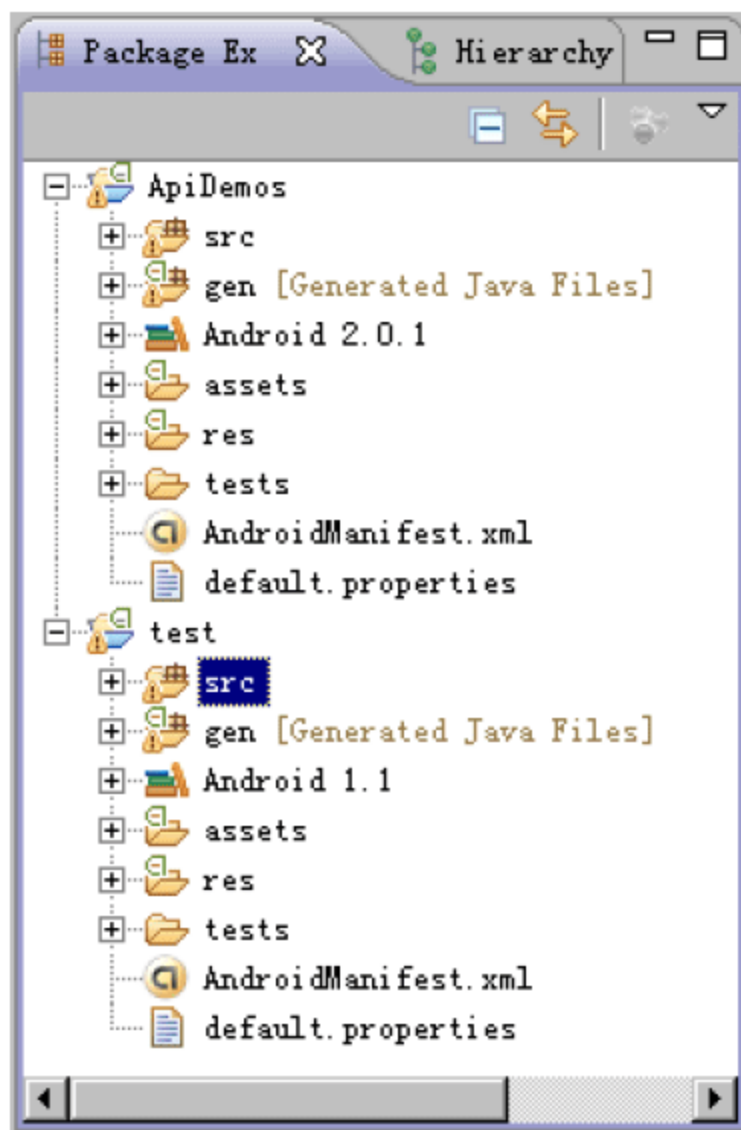 Package Ex
Hierarchy
ApiDemos
src
gen [Generated Java Files]
Android 2.0.1
assets
res
tests
AndroidManifest.xml
default.properties
test
src
gen [Generated Java Files]
Android 1.1
assets
res
tests
AndroidManifest.xml
default.properties